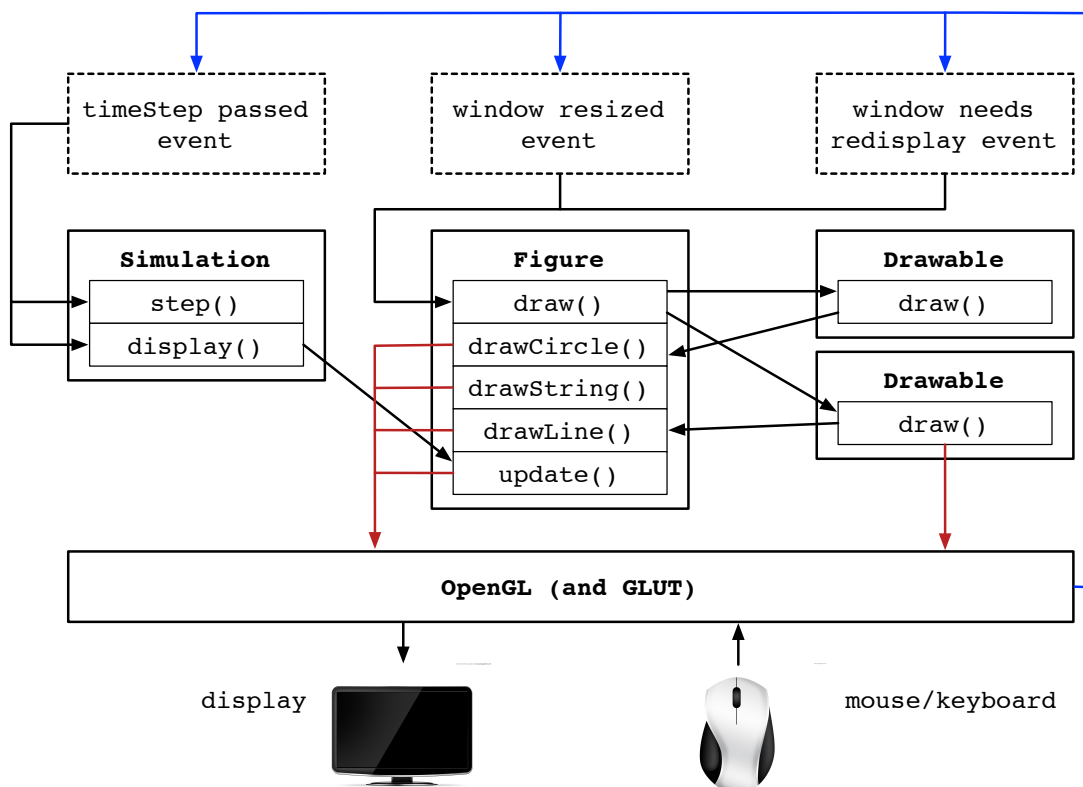 timeStep passed
event
window resized
event
window needs
redisplay event
Simulation
step()
display()
Figure
draw()
drawCircle()
drawString()
drawLine()
update()
Drawable
draw()
Drawable
draw()
OpenGL (and GLUT)
display
mouse/keyboard